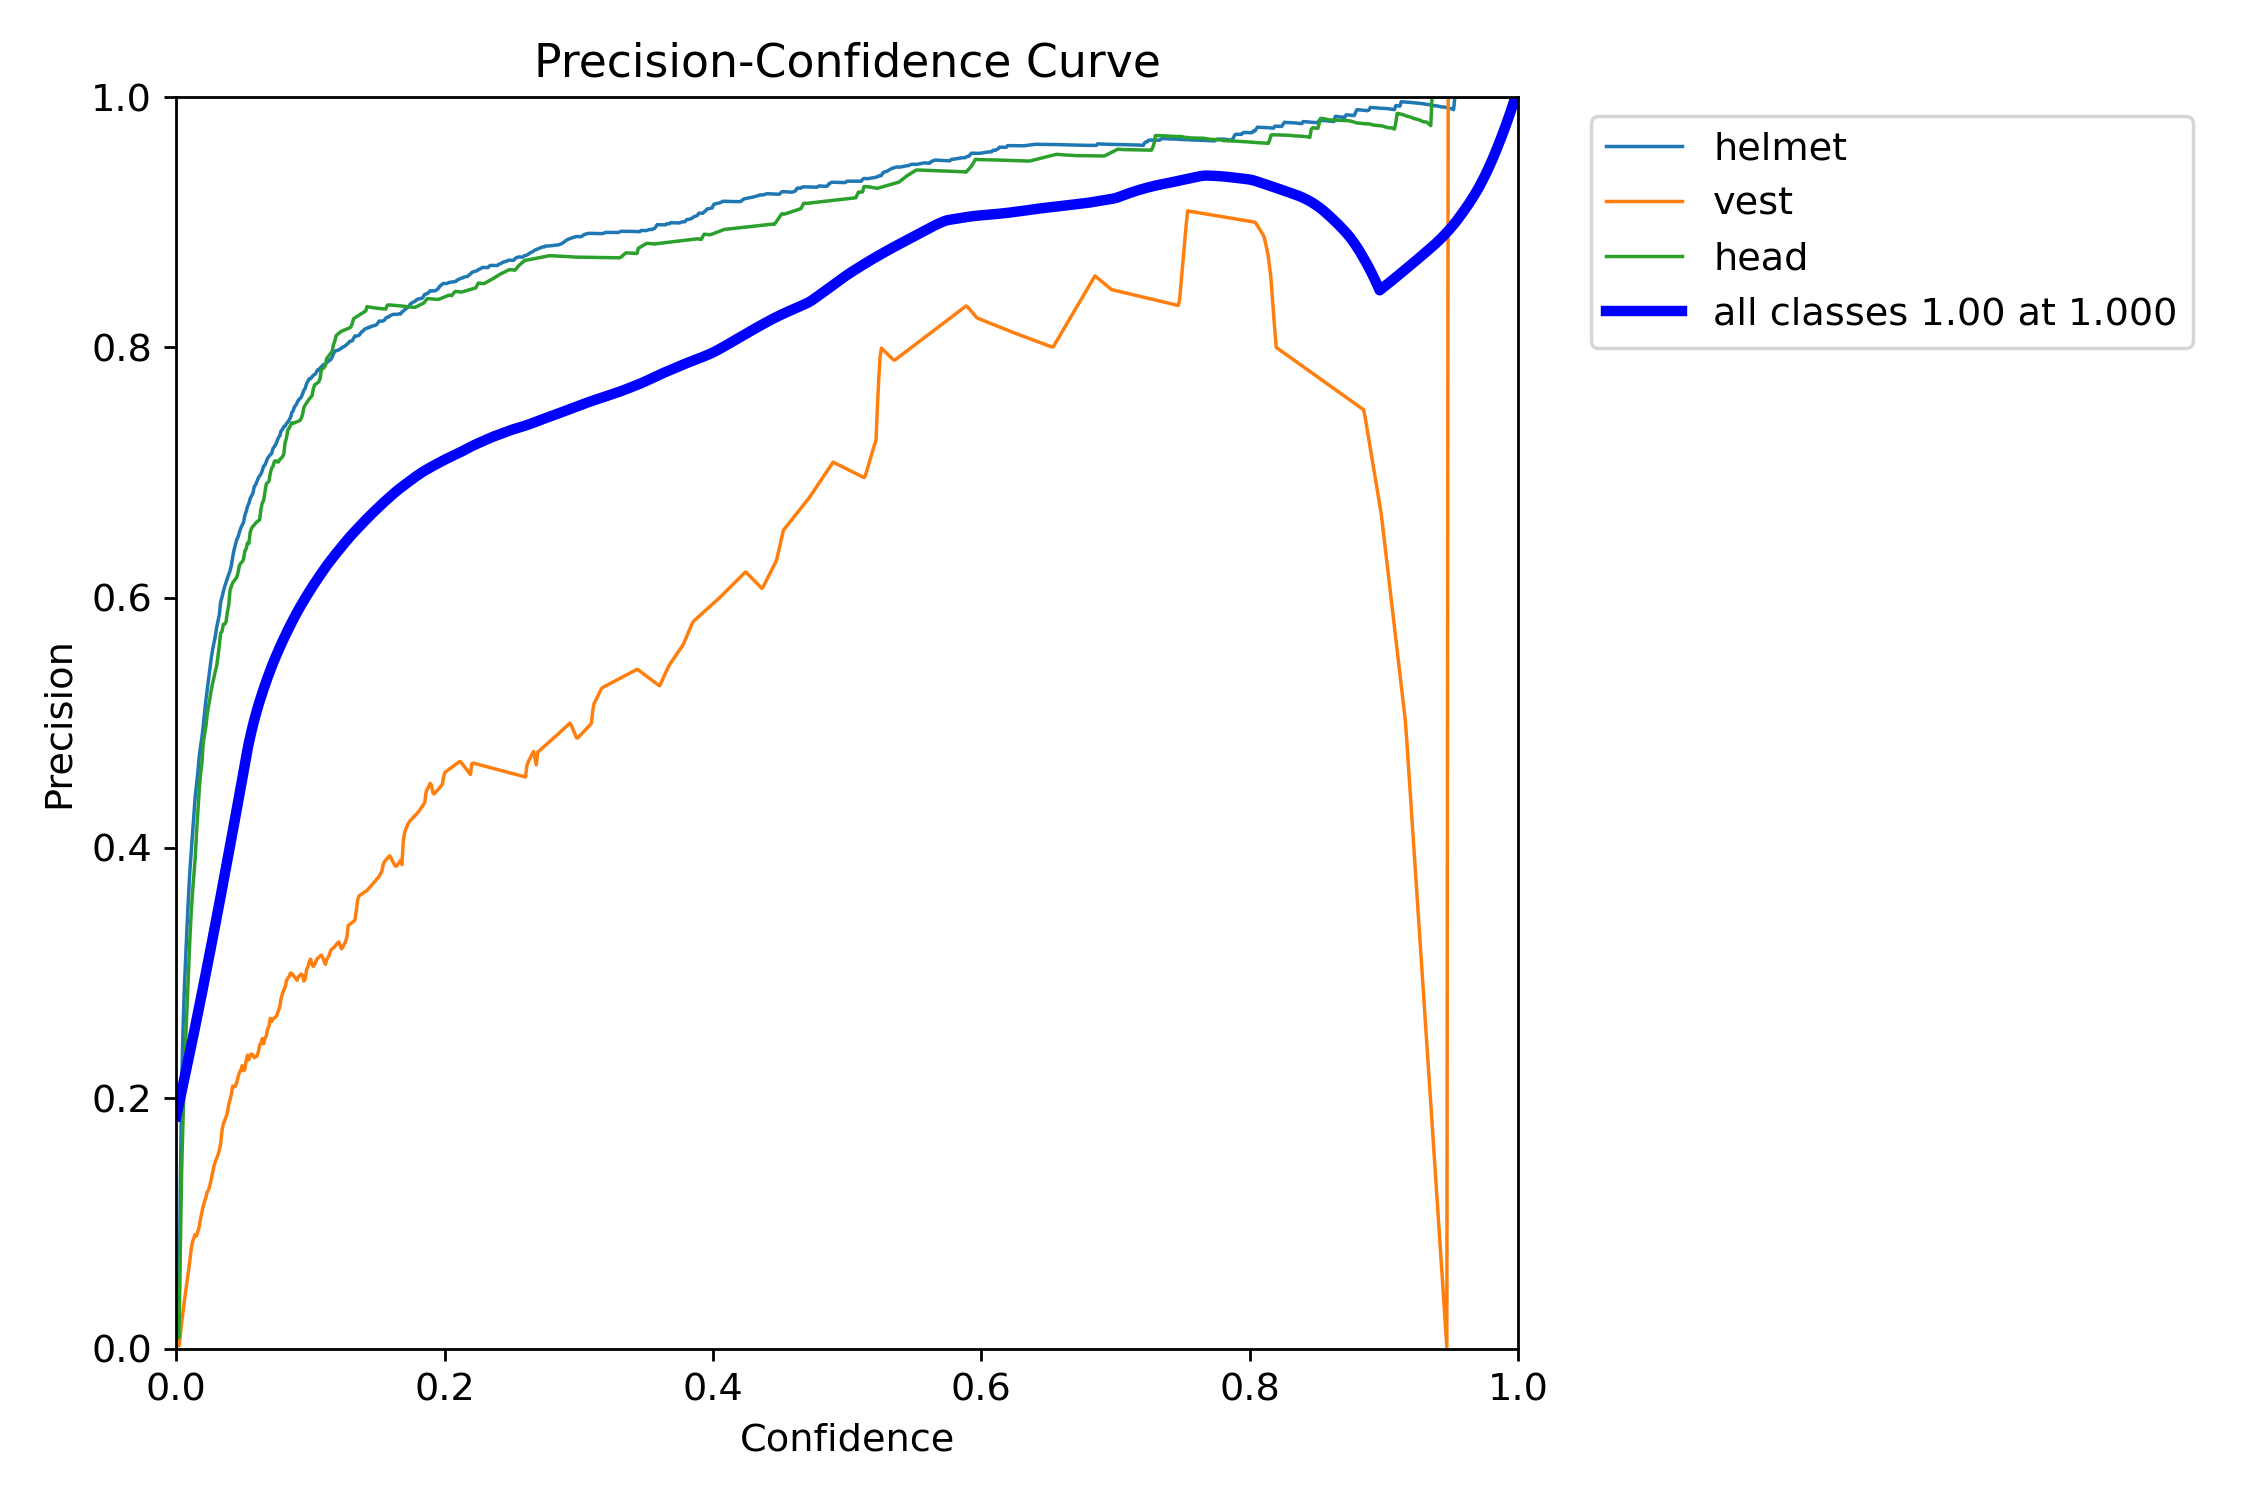 Precision-Confidence Curve
1.0
0.8
0.6
0.4
0.2
0.0
Precision
0.0 0.2 0.4 0.6 0.8 1.0
Confidence
helmet
vest
head
all classes 1.00 at 1.000